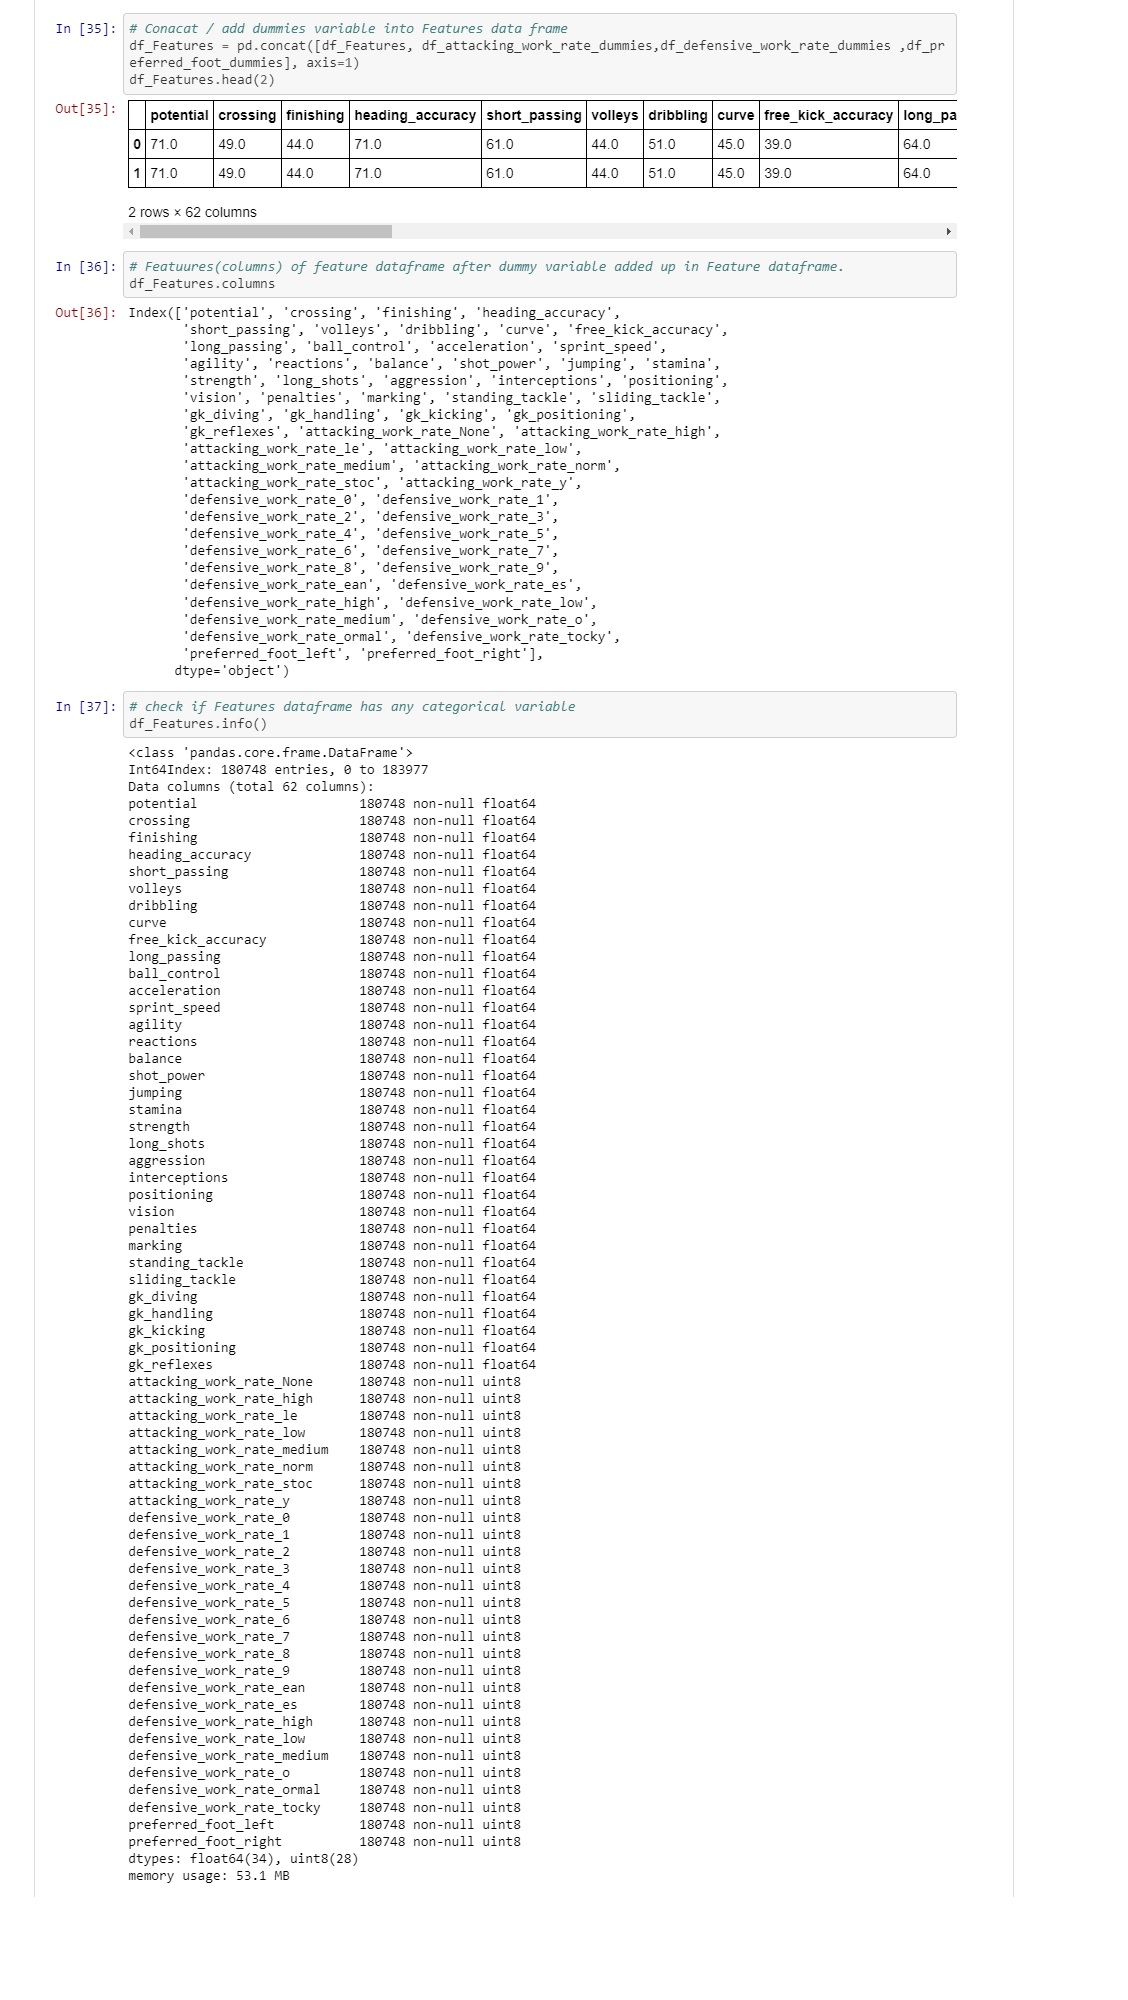 In [35]: # Conacat / add dummies variable into Features data frame
df_Features = pd.concat([df_Features, df_attacking_work_rate_dummies,df_defensive_work_rate_dummies ,df_pr
eferred_foot_dummies], axis=1)
df_Features.head(2)
Out[35]: potential crossing finishing heading_accuracy short_passing volleys dribbling curve free_kick_accuracy long_pa
0 71.0 49.0 44.0 71.0 61.0 44.0 51.0 45.0 39.0 64.0
1 71.0 49.0 44.0 71.0 61.0 44.0 51.0 45.0 39.0 64.0
2 rows × 62 columns
In [36]: # Featuures(columns) of feature dataframe after dummy variable added up in Feature dataframe.
df_Features.columns
Out[36]: Index(['potential', 'crossing', 'finishing', 'heading_accuracy',
'short_passing', 'volleys', 'dribbling', 'curve', 'free_kick_accuracy',
'long_passing', 'ball_control', 'acceleration', 'sprint_speed',
'agility', 'reactions', 'balance', 'shot_power', 'jumping', 'stamina',
'strength', 'long_shots', 'aggression', 'interceptions', 'positioning',
'vision', 'penalties', 'marking', 'standing_tackle', 'sliding_tackle',
'gk_diving', 'gk_handling', 'gk_kicking', 'gk_positioning',
'gk_reflexes', 'attacking_work_rate_None', 'attacking_work_rate_high',
'attacking_work_rate_le', 'attacking_work_rate_low',
'attacking_work_rate_medium', 'attacking_work_rate_norm',
'attacking_work_rate_stoc', 'attacking_work_rate_y',
'defensive_work_rate_0', 'defensive_work_rate_1',
'defensive_work_rate_2', 'defensive_work_rate_3',
'defensive_work_rate_4', 'defensive_work_rate_5',
'defensive_work_rate_6', 'defensive_work_rate_7',
'defensive_work_rate_8', 'defensive_work_rate_9',
'defensive_work_rate_ean', 'defensive_work_rate_es',
'defensive_work_rate_high', 'defensive_work_rate_low',
'defensive_work_rate_medium', 'defensive_work_rate_o',
'defensive_work_rate_ormal', 'defensive_work_rate_tocky',
'preferred_foot_left', 'preferred_foot_right'],
dtype='object')
In [37]: # check if Features dataframe has any categorical variable
df_Features.info()
<class 'pandas.core.frame.DataFrame'>
Int64Index: 180748 entries, 0 to 183977
Data columns (total 62 columns):
potential 180748 non-null float64
crossing 180748 non-null float64
finishing 180748 non-null float64
heading_accuracy 180748 non-null float64
short_passing 180748 non-null float64
volleys 180748 non-null float64
dribbling 180748 non-null float64
curve 180748 non-null float64
free_kick_accuracy 180748 non-null float64
long_passing 180748 non-null float64
ball_control 180748 non-null float64
acceleration 180748 non-null float64
sprint_speed 180748 non-null float64
agility 180748 non-null float64
reactions 180748 non-null float64
balance 180748 non-null float64
shot_power 180748 non-null float64
jumping 180748 non-null float64
stamina 180748 non-null float64
strength 180748 non-null float64
long_shots 180748 non-null float64
aggression 180748 non-null float64
interceptions 180748 non-null float64
positioning 180748 non-null float64
vision 180748 non-null float64
penalties 180748 non-null float64
marking 180748 non-null float64
standing_tackle 180748 non-null float64
sliding_tackle 180748 non-null float64
gk_diving 180748 non-null float64
gk_handling 180748 non-null float64
gk_kicking 180748 non-null float64
gk_positioning 180748 non-null float64
gk_reflexes 180748 non-null float64
attacking_work_rate_None 180748 non-null uint8
attacking_work_rate_high 180748 non-null uint8
attacking_work_rate_le 180748 non-null uint8
attacking_work_rate_low 180748 non-null uint8
attacking_work_rate_medium 180748 non-null uint8
attacking_work_rate_norm 180748 non-null uint8
attacking_work_rate_stoc 180748 non-null uint8
attacking_work_rate_y 180748 non-null uint8
defensive_work_rate_0 180748 non-null uint8
defensive_work_rate_1 180748 non-null uint8
defensive_work_rate_2 180748 non-null uint8
defensive_work_rate_3 180748 non-null uint8
defensive_work_rate_4 180748 non-null uint8
defensive_work_rate_5 180748 non-null uint8
defensive_work_rate_6 180748 non-null uint8
defensive_work_rate_7 180748 non-null uint8
defensive_work_rate_8 180748 non-null uint8
defensive_work_rate_9 180748 non-null uint8
defensive_work_rate_ean 180748 non-null uint8
defensive_work_rate_es 180748 non-null uint8
defensive_work_rate_high 180748 non-null uint8
defensive_work_rate_low 180748 non-null uint8
defensive_work_rate_medium 180748 non-null uint8
defensive_work_rate_o 180748 non-null uint8
defensive_work_rate_ormal 180748 non-null uint8
defensive_work_rate_tocky 180748 non-null uint8
preferred_foot_left 180748 non-null uint8
preferred_foot_right 180748 non-null uint8
dtypes: float64(34), uint8(28)
memory usage: 53.1 MB